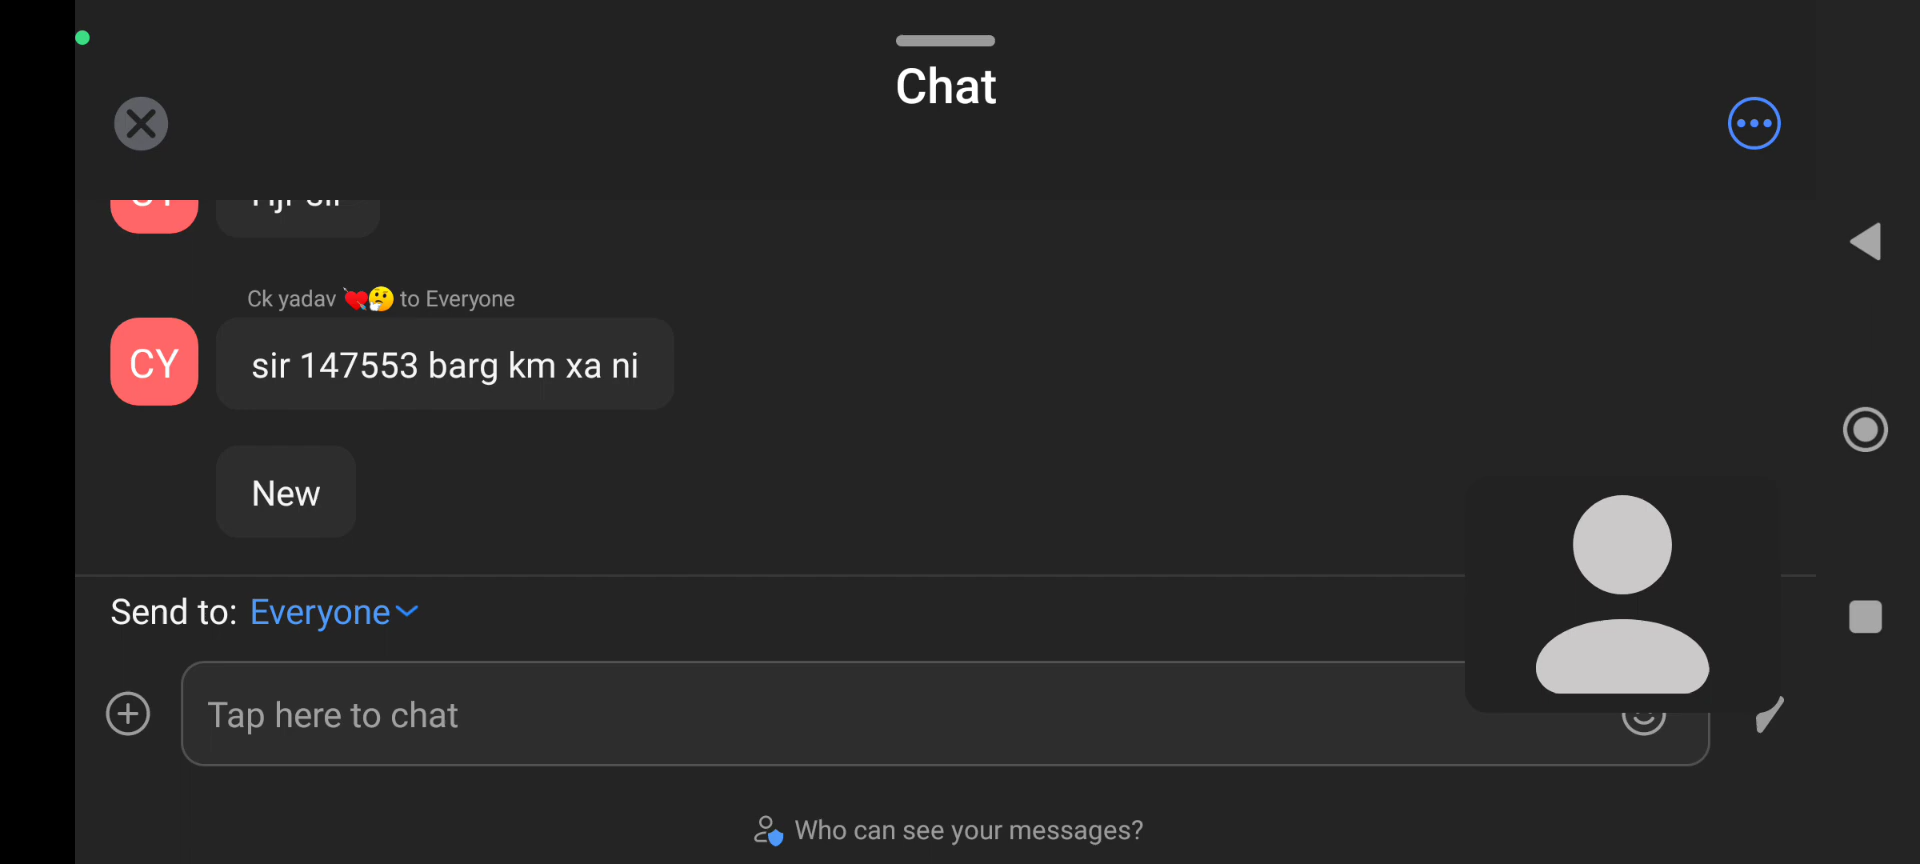 Chat
Ck yadav 💘🤔 to Everyone
CY
sir 147553 barg km xa ni
New
Send to: Everyone
Tap here to chat
Who can see your messages?